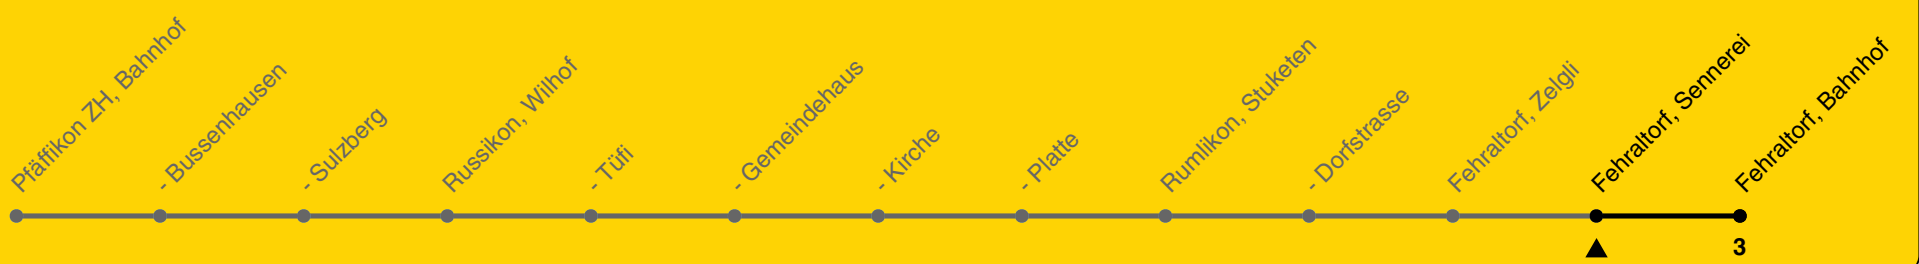 Pfäffikon ZH, Bahnhof
- Bussenhausen
- Sulzberg
Russikon, Wilhof
- Tüfi
- Gemeindehaus
- Kirche
- Platte
Rumlikon, Stuketen
- Dorfstrasse
Fehraltorf, Zelgli
Fehraltorf, Sennerei
Fehraltorf, Bahnhof
3